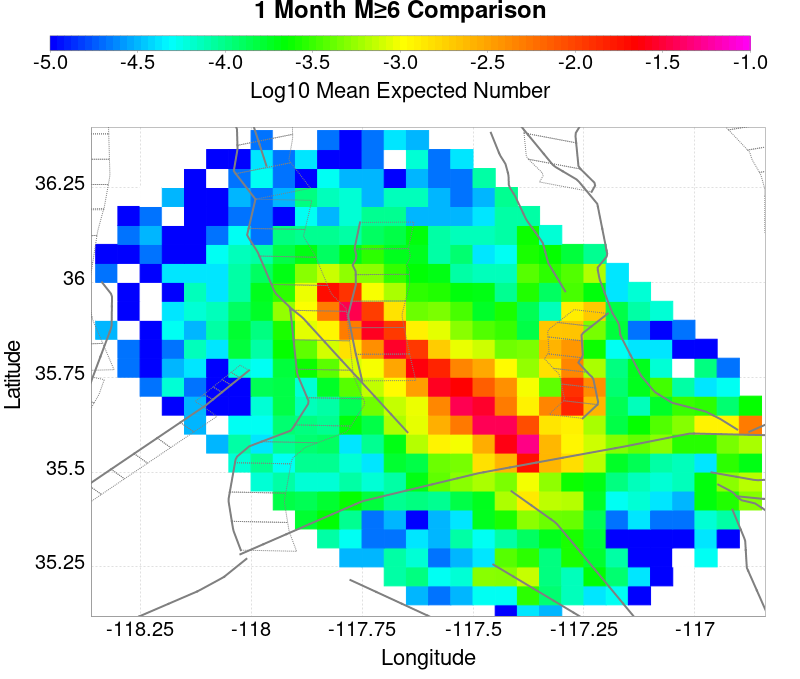 1 Month M≥6 Comparison
-5.0 -4.5 -4.0 -3.5 -3.0 -2.5 -2.0 -1.5 -1.0
Log10 Mean Expected Number
36.25
36
35.75
35.5
35.25
Latitude
-118.25 -118 -117.75 -117.5 -117.25 -117
Longitude